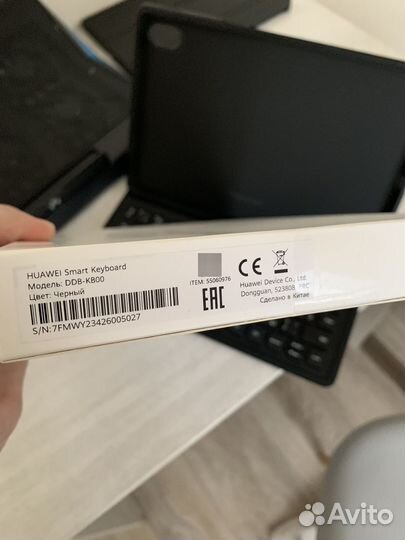 HUAWEI Smart Keyboard
Модель: DDB-KB00
Цвет: Черный
S/N:7FMWY23426005027
ITEM: 55060976
EAC
CE
Huawei Device Co., Ltd.
Dongguan, 523808, PRC
Сделано в Китае
Avito